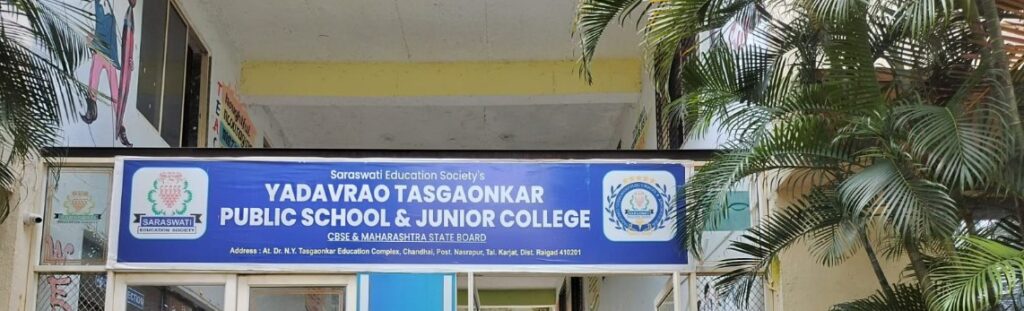 Saraswati Education Society's
YADAVRAO TASGAONKAR
PUBLIC SCHOOL & JUNIOR COLLEGE
CBSE & MAHARASHTRA STATE BOARD
Address : At. Dr. N.Y. Tasgaonkar Education Complex, Chandhai, Post. Nasrapur, Tal. Karjat, Dist. Raigad 410201
SARASWATI
EDUCATION SOCIETY